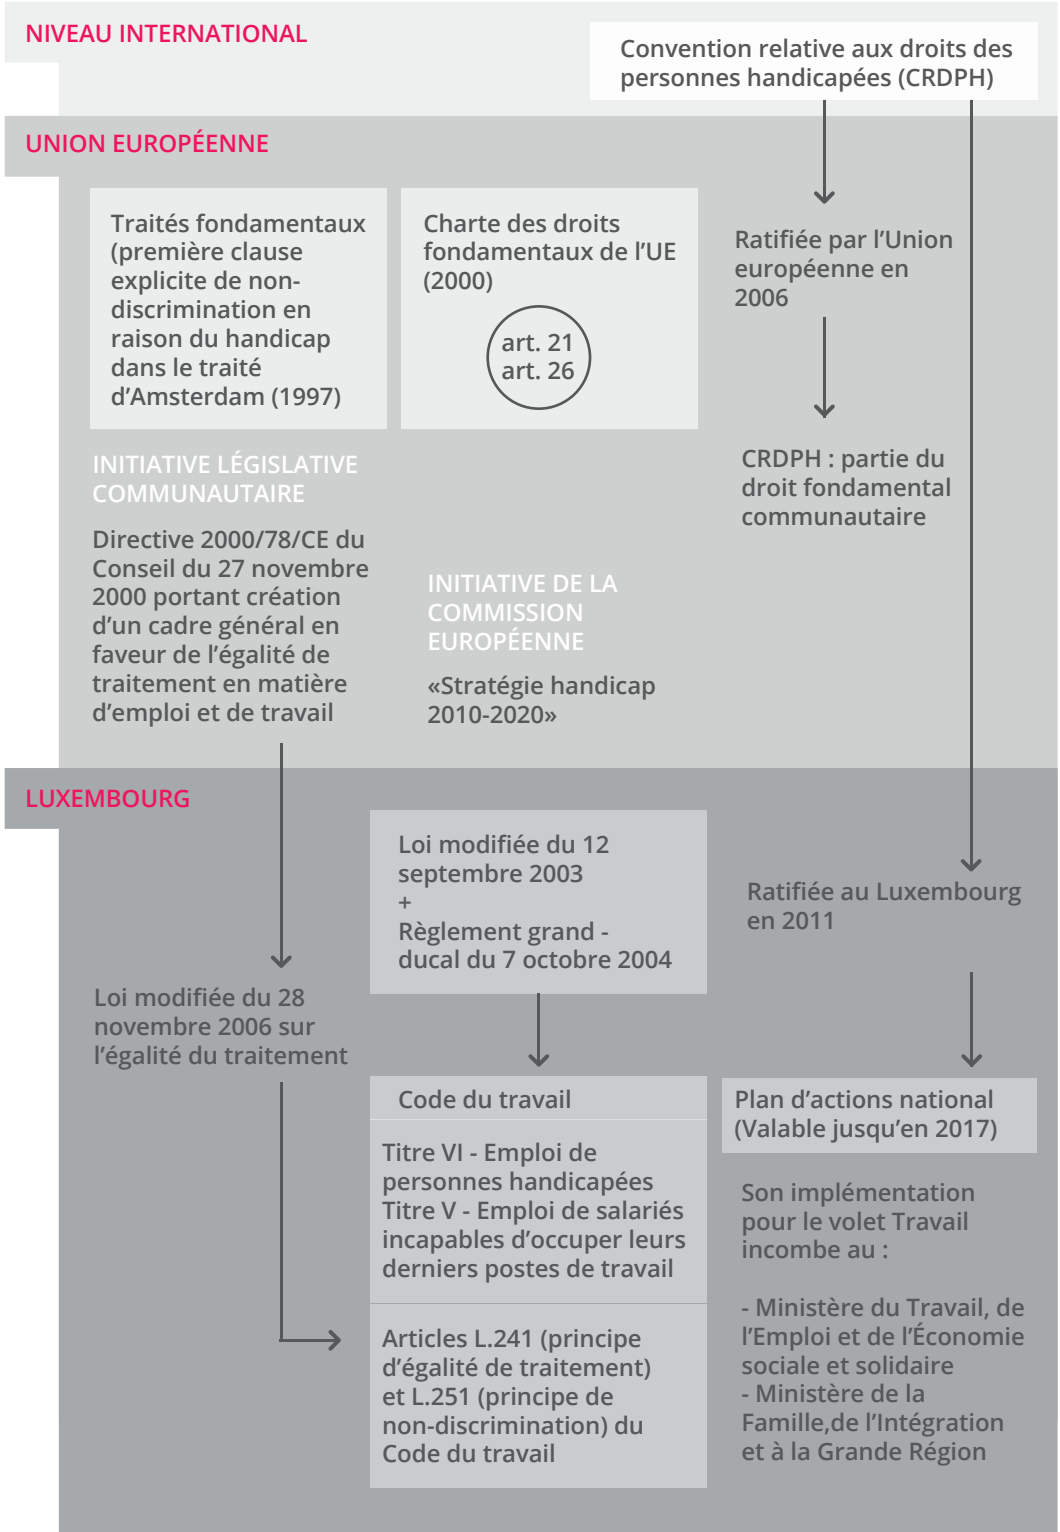 NIVEAU INTERNATIONAL
Convention relative aux droits des
personnes handicapées (CRDPH)
UNION EUROPÉENNE
Traités fondamentaux
(première clause
explicite de non-
discrimination en
raison du handicap
dans le traité
d'Amsterdam (1997)
Charte des droits
fondamentaux de l'UE
(2000)
art. 21
art. 26
Ratifiée par l'Union
européenne en
2006
CRDPH : partie du
droit fondamental
communautaire
INITIATIVE LÉGISLATIVE
COMMUNAUTAIRE
Directive 2000/78/CE du
Conseil du 27 novembre
2000 portant création
d'un cadre général en
faveur de l'égalité de
traitement en matière
d'emploi et de travail
INITIATIVE DE LA
COMMISSION
EUROPÉENNE
«Stratégie handicap
2010-2020»
LUXEMBOURG
Loi modifiée du 12
septembre 2003
+
Règlement grand -
ducal du 7 octobre 2004
Ratifiée au Luxembourg
en 2011
Loi modifiée du 28
novembre 2006 sur
l'égalité du traitement
Code du travail
Titre VI - Emploi de
personnes handicapées
Titre V - Emploi de salariés
incapables d'occuper leurs
derniers postes de travail
Articles L.241 (principe
d'égalité de traitement)
et L.251 (principe de
non-discrimination) du
Code du travail
Plan d'actions national
(Valable jusqu'en 2017)
Son implémentation
pour le volet Travail
incombe au :
- Ministère du Travail, de
l'Emploi et de l'Économie
sociale et solidaire
- Ministère de la
Famille,de l'Intégration
et à la Grande Région